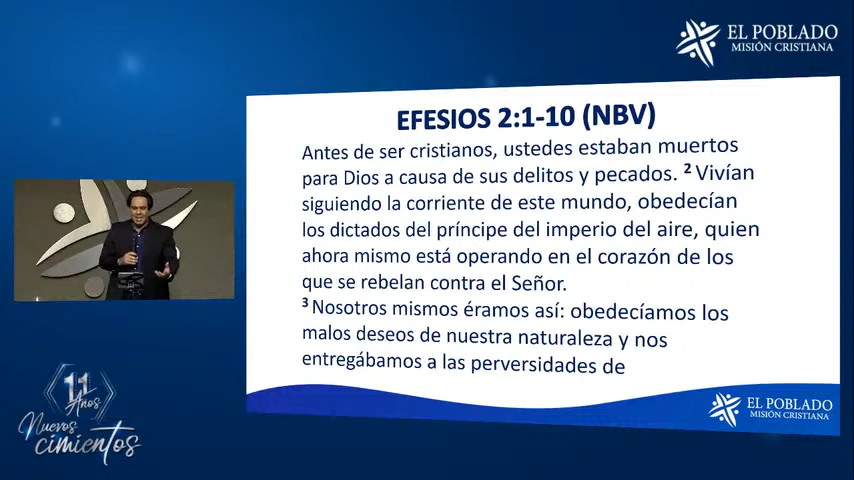 EL POBLADO
MISIÓN CRISTIANA
EFESIOS 2:1-10 (NBV)
Antes de ser cristianos, ustedes estaban muertos
para Dios a causa de sus delitos y pecados. ² Vivían
siguiendo la corriente de este mundo, obedecían
los dictados del príncipe del imperio del aire, quien
ahora mismo está operando en el corazón de los
que se rebelan contra el Señor.
³ Nosotros mismos éramos así: obedecíamos los
malos deseos de nuestra naturaleza y nos
entregábamos a las perversidades de
11
Años
Nuevos
cimientos
EL POBLADO
MISIÓN CRISTIANA